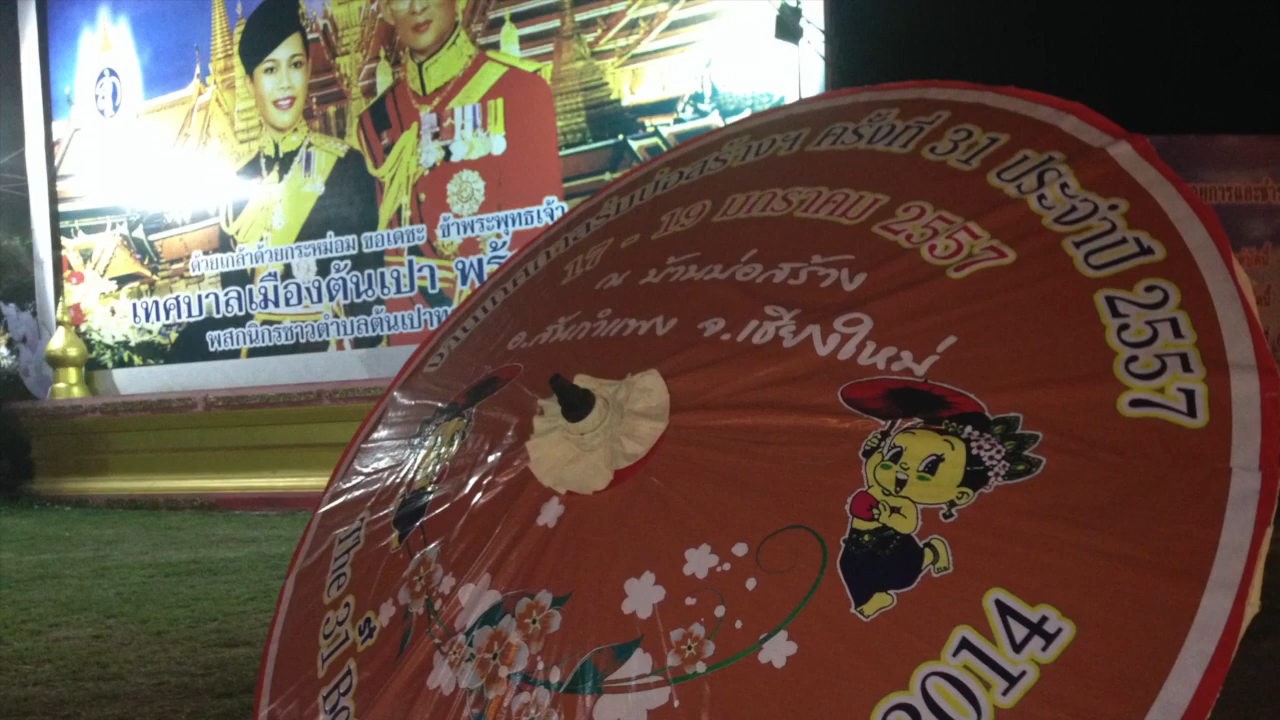 ด้วยเกล้าด้วยกระหม่อม ขอเดชะ ข้าพระพุทธเจ้า
เทศบาลเมืองต้นเปา
พสกนิกรชาวตำบลต้นเปา
ครั้งที่ 31 ประจำปี 2557
17 - 19 มกราคม 2557
ณ บ้านบ่อสร้าง
อ.สันกำแพง จ.เชียงใหม่
The 31
2014